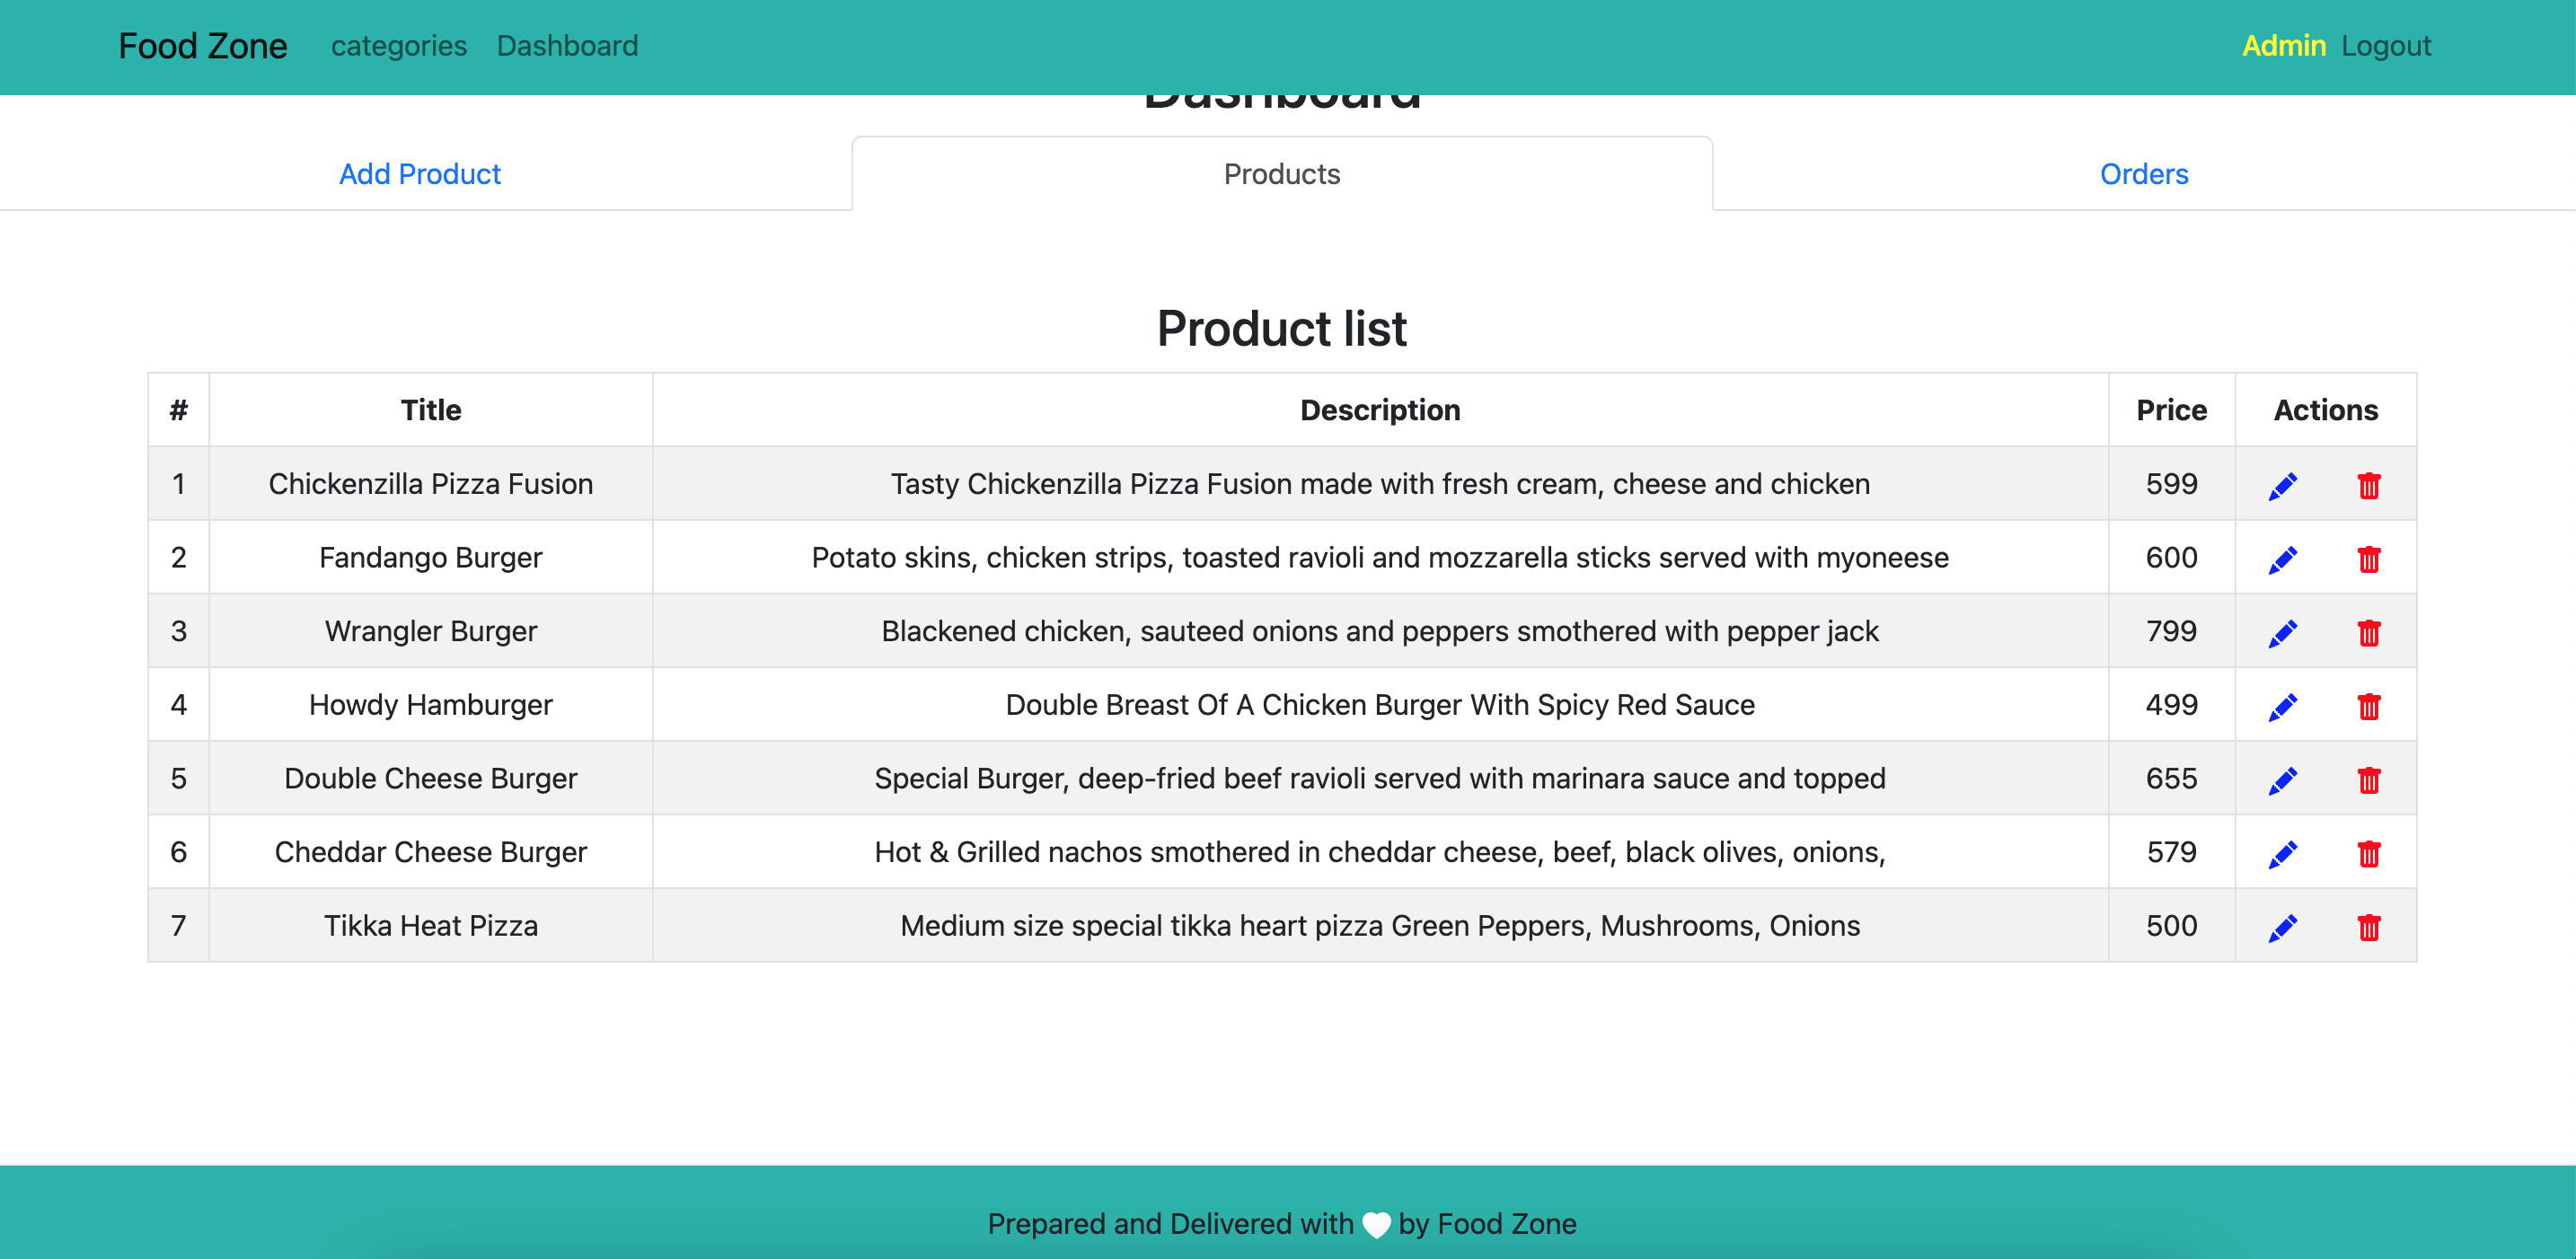 Food Zone categories Dashboard Admin Logout
Dashboard
Add Product Products Orders
Product list
# Title Description Price Actions
1 Chickenzilla Pizza Fusion Tasty Chickenzilla Pizza Fusion made with fresh cream, cheese and chicken 599
2 Fandango Burger Potato skins, chicken strips, toasted ravioli and mozzarella sticks served with myoneese 600
3 Wrangler Burger Blackened chicken, sauteed onions and peppers smothered with pepper jack 799
4 Howdy Hamburger Double Breast Of A Chicken Burger With Spicy Red Sauce 499
5 Double Cheese Burger Special Burger, deep-fried beef ravioli served with marinara sauce and topped 655
6 Cheddar Cheese Burger Hot & Grilled nachos smothered in cheddar cheese, beef, black olives, onions, 579
7 Tikka Heat Pizza Medium size special tikka heart pizza Green Peppers, Mushrooms, Onions 500
Prepared and Delivered with by Food Zone